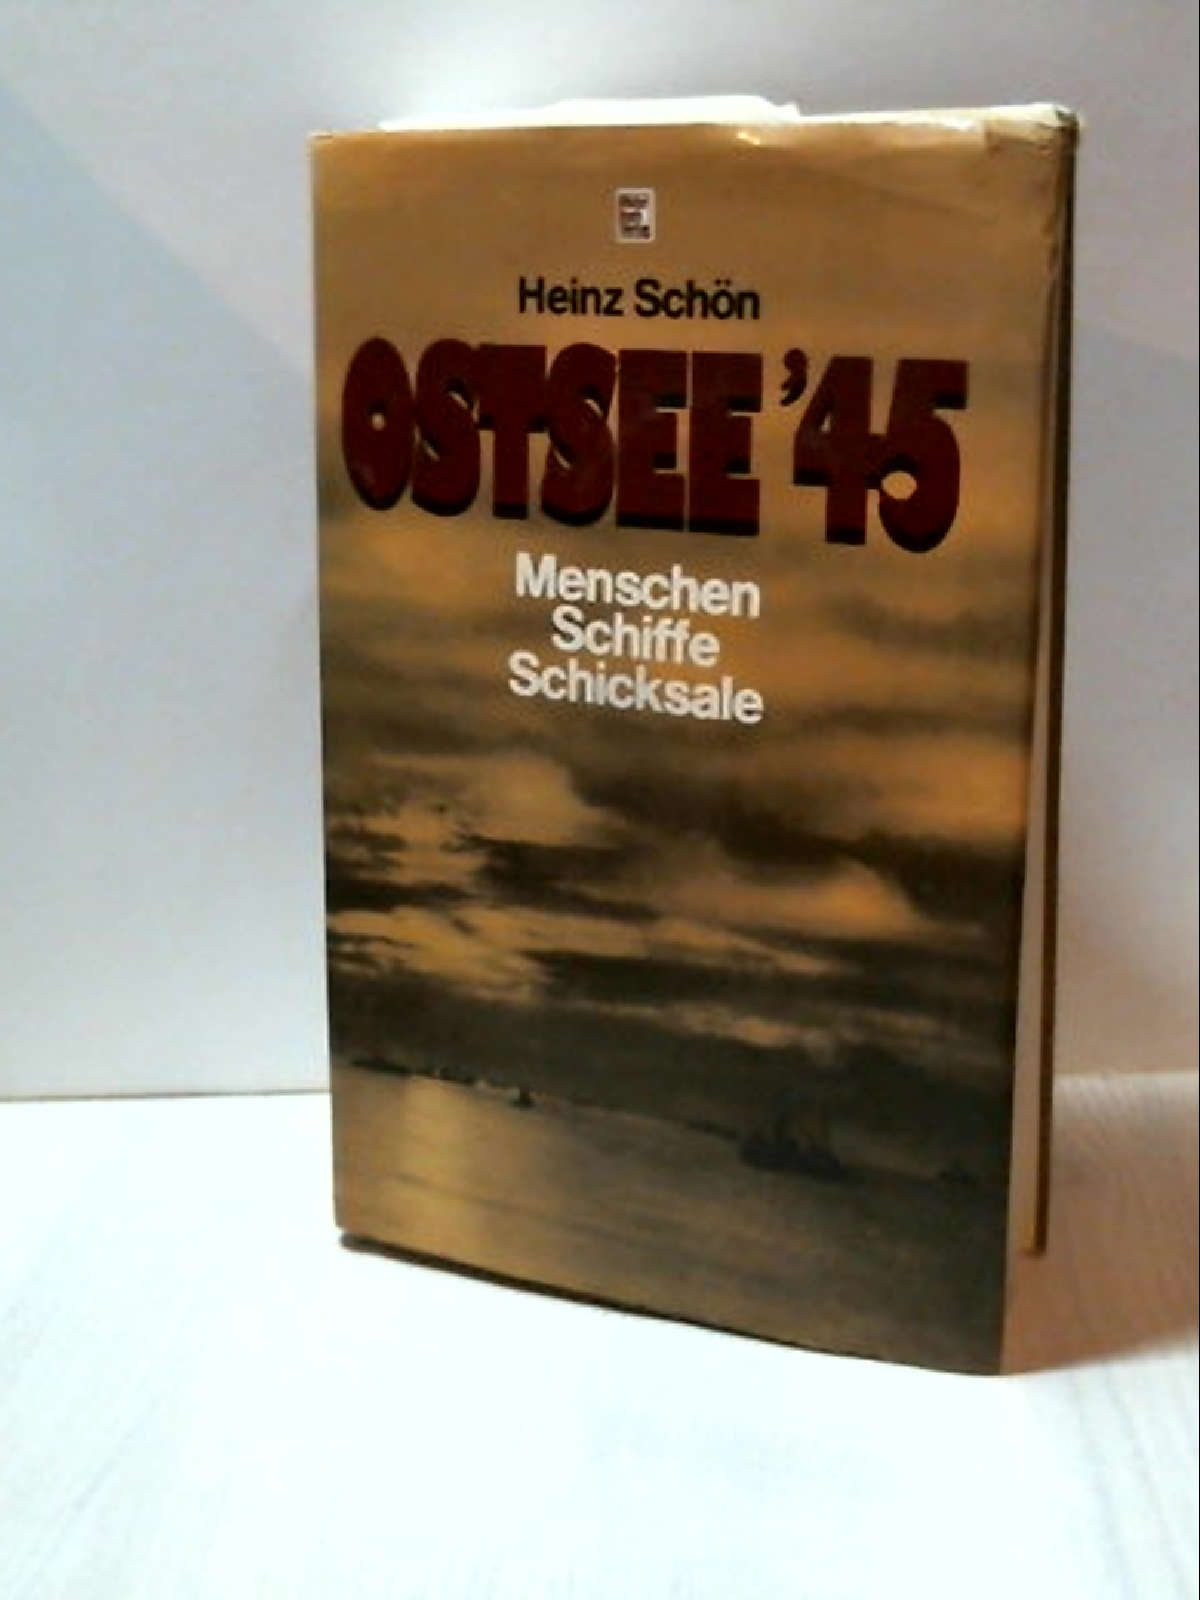 Heinz Schön
OSTSEE '45
Menschen
Schiffe
Schicksale